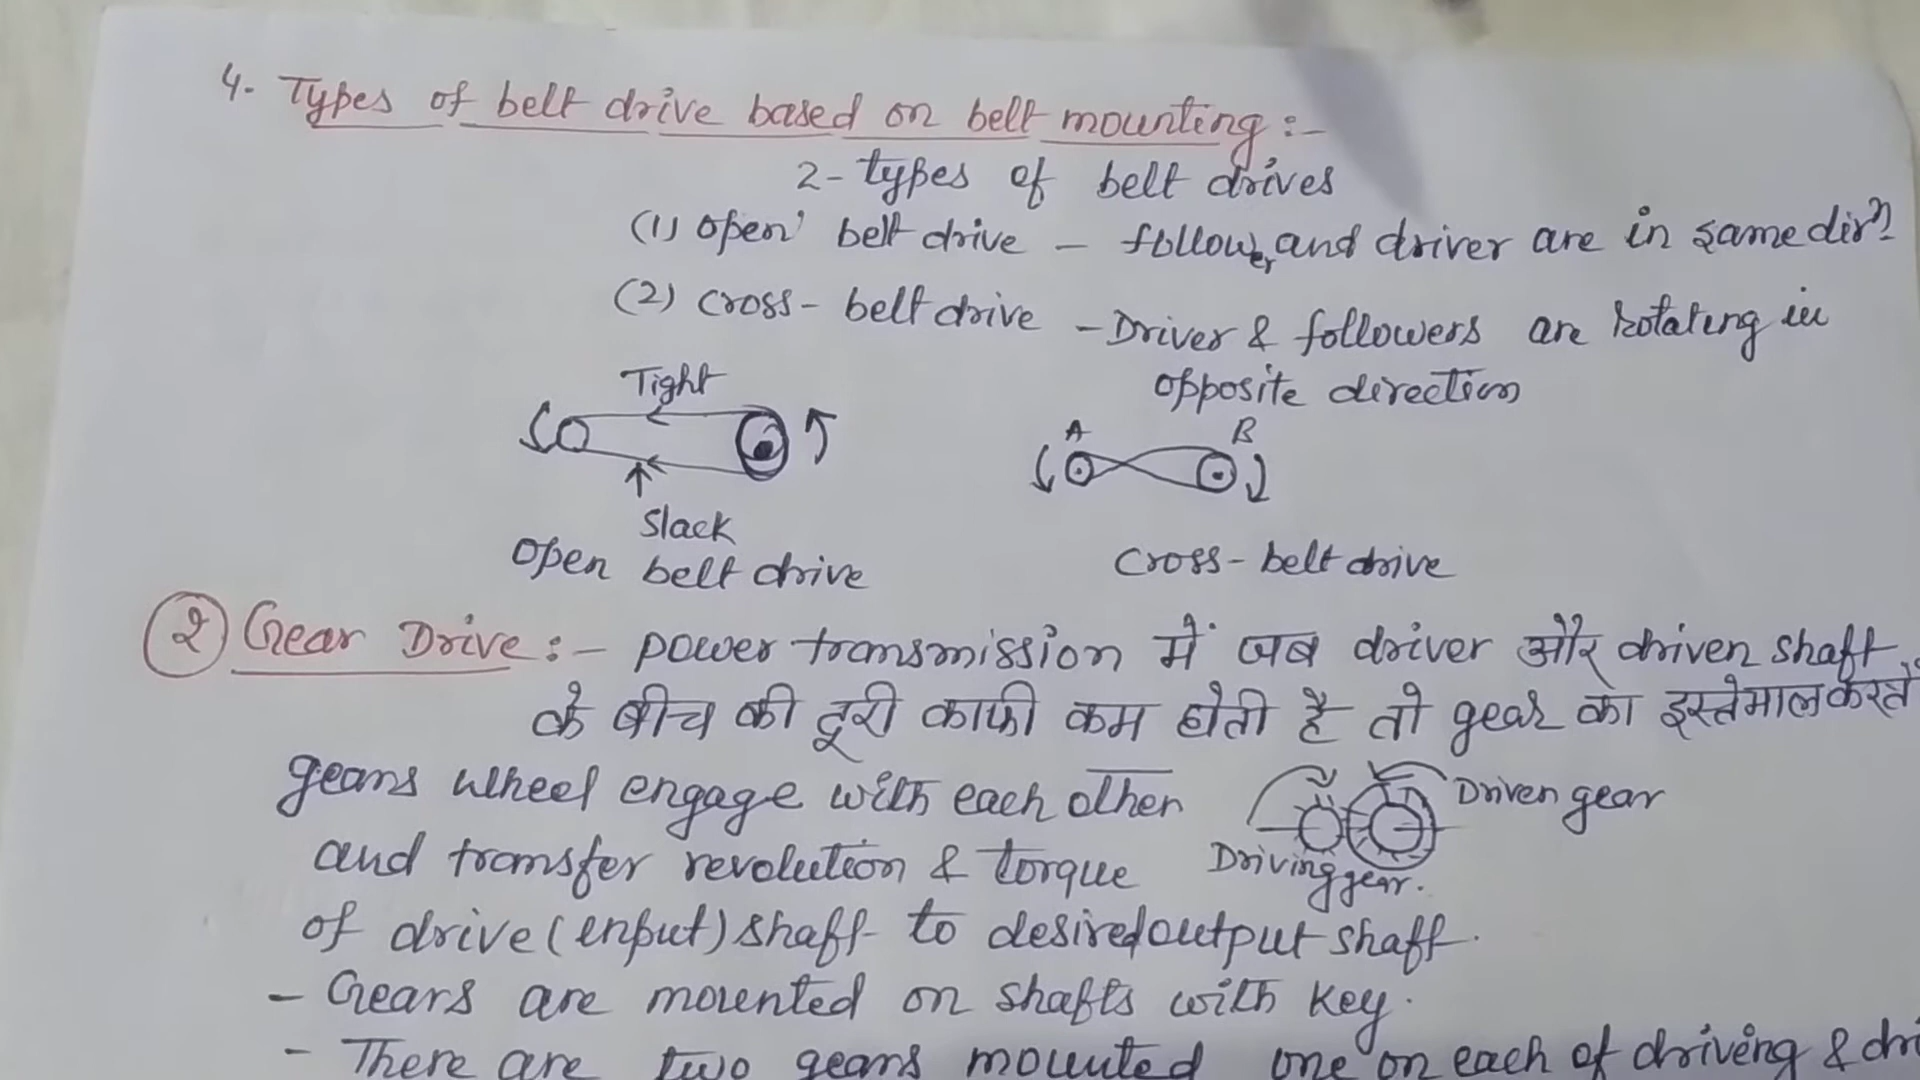 4. Types of belt drive based on belt mounting :-
2- types of belt drives
(1) open belt drive - follower and driver are in same dirn
(2) cross- belt drive - Driver & followers are rotating in
opposite direction
Tight
A B
Slack
open belt drive
cross- belt drive
2 Gear Drive :- power transmission में जब driver और driven shaft
के बीच की दूरी काफी कम होती है तो gear का इस्तेमाल करते
gears wheel engage with each other
Driven gear
and transfer revolution & torque
Driving gear.
of drive (input) shaft to desired output shaft.
- Gears are mounted on shafts with key.
- There are two gears mounted one on each of driving &